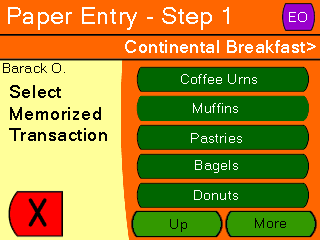 Paper Entry - Step 1
EO
Continental Breakfast>
Barack O.
Select
Memorized
Transaction
Coffee Urns
Muffins
Pastries
Bagels
Donuts
X
Up
More